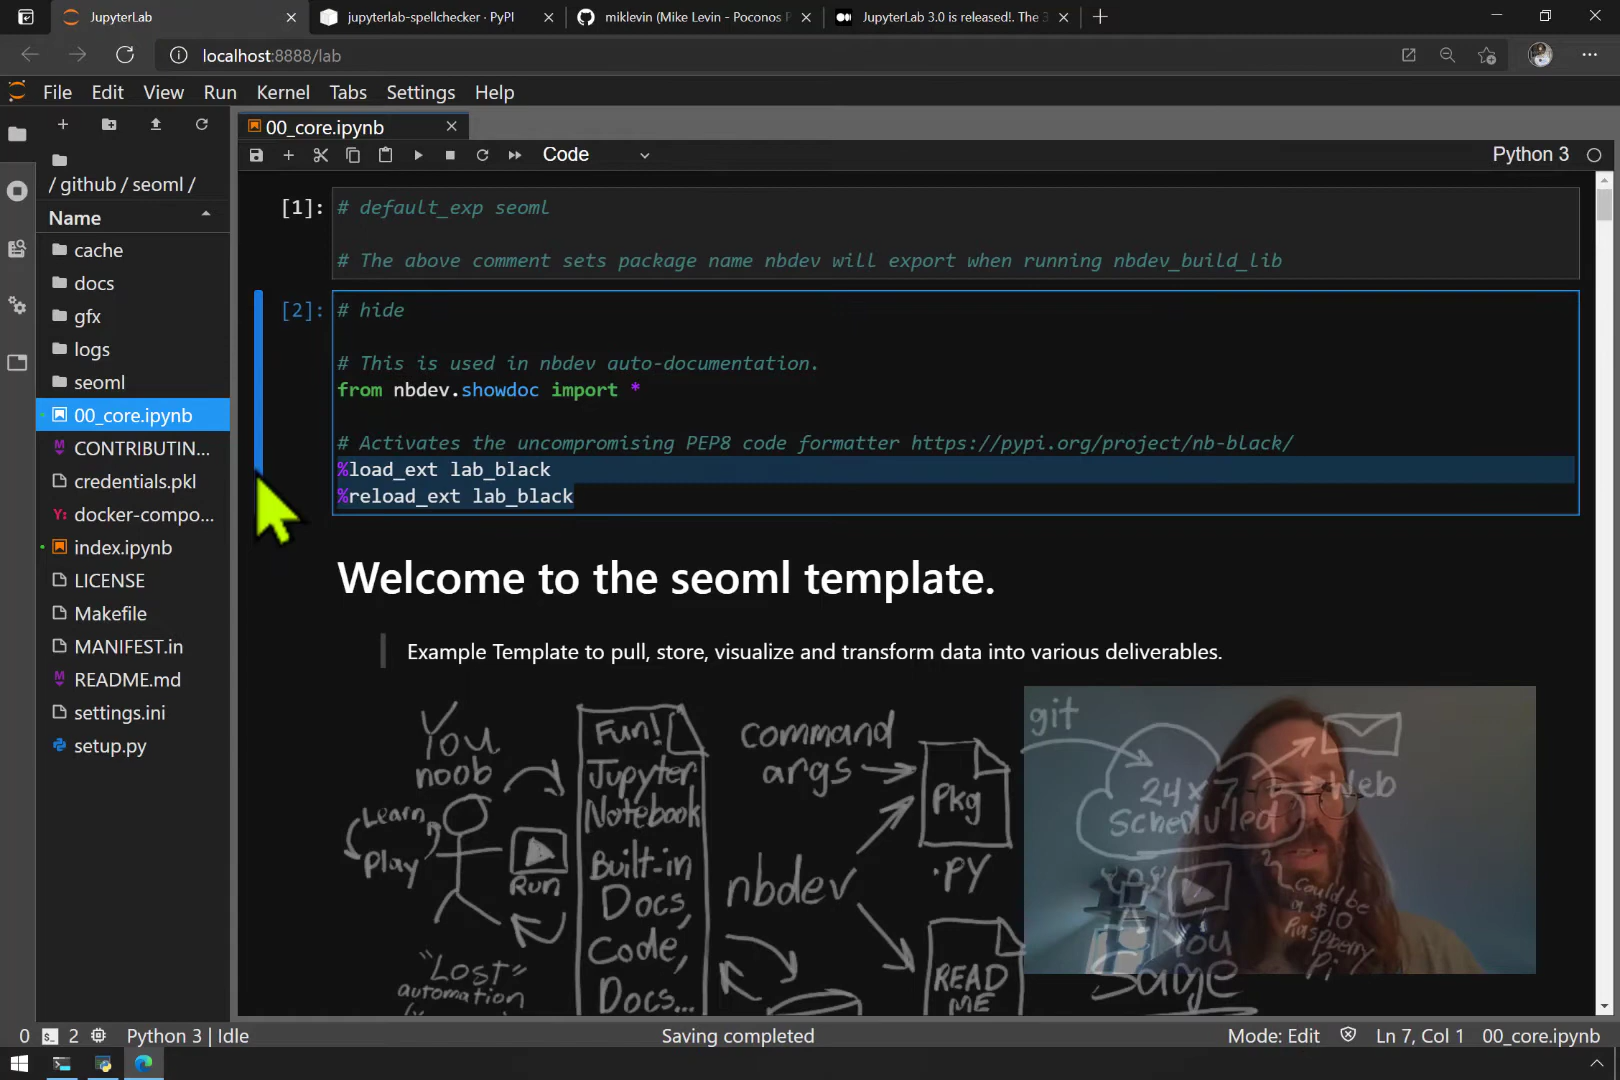 JupyterLab
jupyterlab-spellchecker · PyPI
miklevin (Mike Levin - Poconos P
JupyterLab 3.0 is released!. The 3
localhost:8888/lab
File Edit View Run Kernel Tabs Settings Help
00_core.ipynb
Code
Python 3
/ github / seoml /
Name
cache
docs
gfx
logs
seoml
00_core.ipynb
CONTRIBUTIN...
credentials.pkl
docker-compo...
index.ipynb
LICENSE
Makefile
MANIFEST.in
README.md
settings.ini
setup.py
[1]: # default_exp seoml
# The above comment sets package name nbdev will export when running nbdev_build_lib
[2]: # hide
# This is used in nbdev auto-documentation.
from nbdev.showdoc import *
# Activates the uncompromising PEP8 code formatter https://pypi.org/project/nb-black/
%load_ext lab_black
%reload_ext lab_black
Welcome to the seoml template.
Example Template to pull, store, visualize and transform data into various deliverables.
You
noob
Learn
Play
Run
"Lost"
automation
Fun!
Jupyter
Notebook
Built-in
Docs,
Code,
Docs...
command
args
nbdev
pkg
.PY
READ
ME
git
24x7
Scheduled
Web
could be
a $10
Raspberry
Pi
You
Sage
0 2 Python 3 | Idle
Saving completed
Mode: Edit
Ln 7, Col 1
00_core.ipynb